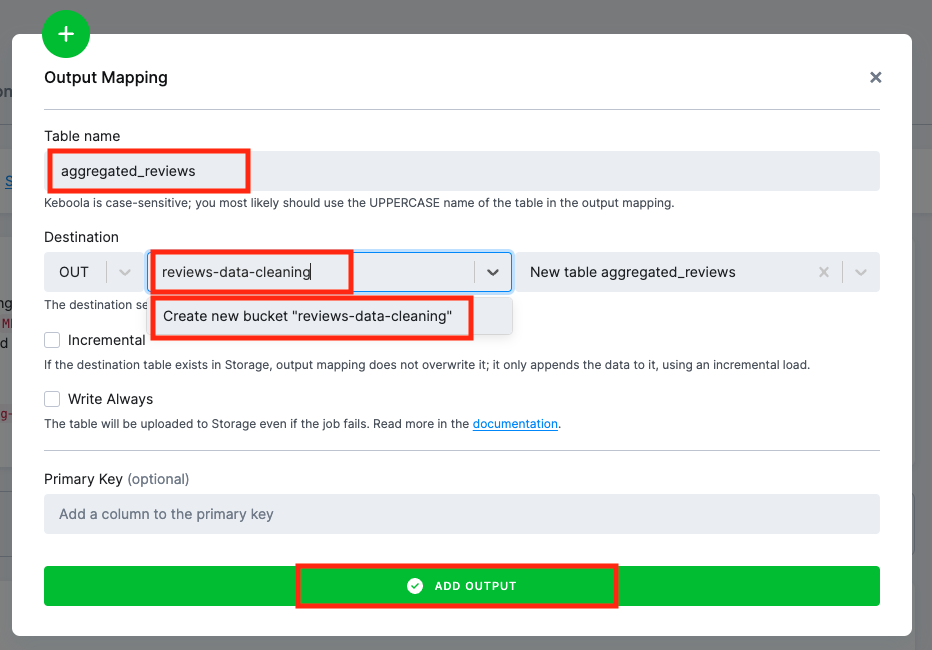 Output Mapping
Table name
aggregated_reviews
Keboola is case-sensitive; you most likely should use the UPPERCASE name of the table in the output mapping.
Destination
OUT reviews-data-cleaning New table aggregated_reviews
The destination se
Create new bucket "reviews-data-cleaning"
Incremental
If the destination table exists in Storage, output mapping does not overwrite it; it only appends the data to it, using an incremental load.
Write Always
The table will be uploaded to Storage even if the job fails. Read more in the documentation.
Primary Key (optional)
Add a column to the primary key
ADD OUTPUT